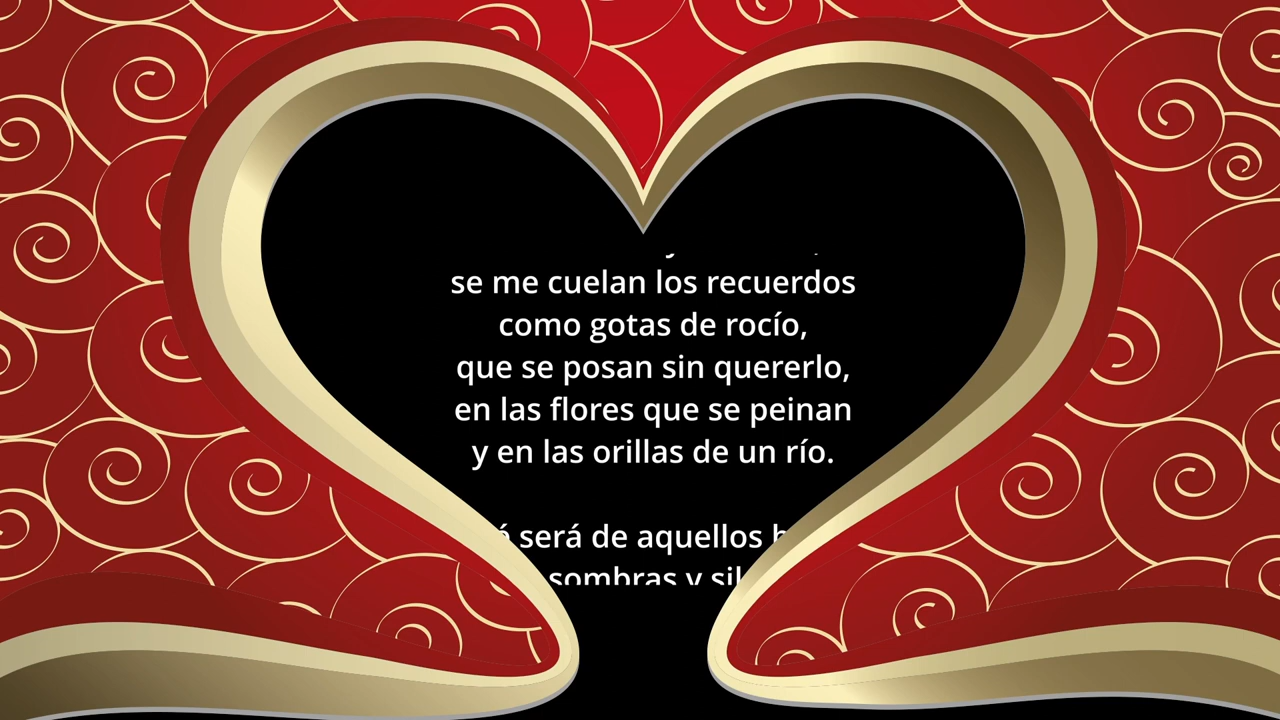 se me cuelan los recuerdos
como gotas de rocío,
que se posan sin quererlo,
en las flores que se peinan
y en las orillas de un río.
será de aquellos
sombras y